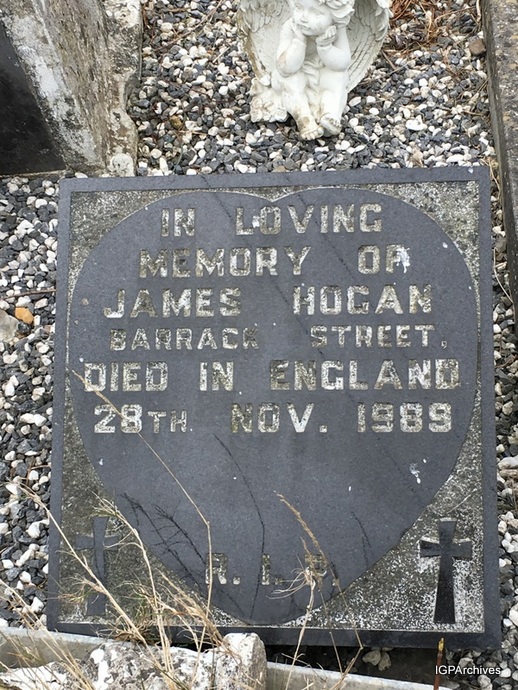 IN LOVING
MEMORY OF
JAMES HOGAN
BARRACK STREET,
DIED IN ENGLAND
28TH NOV. 1989
R. I. P.
IGPArchives